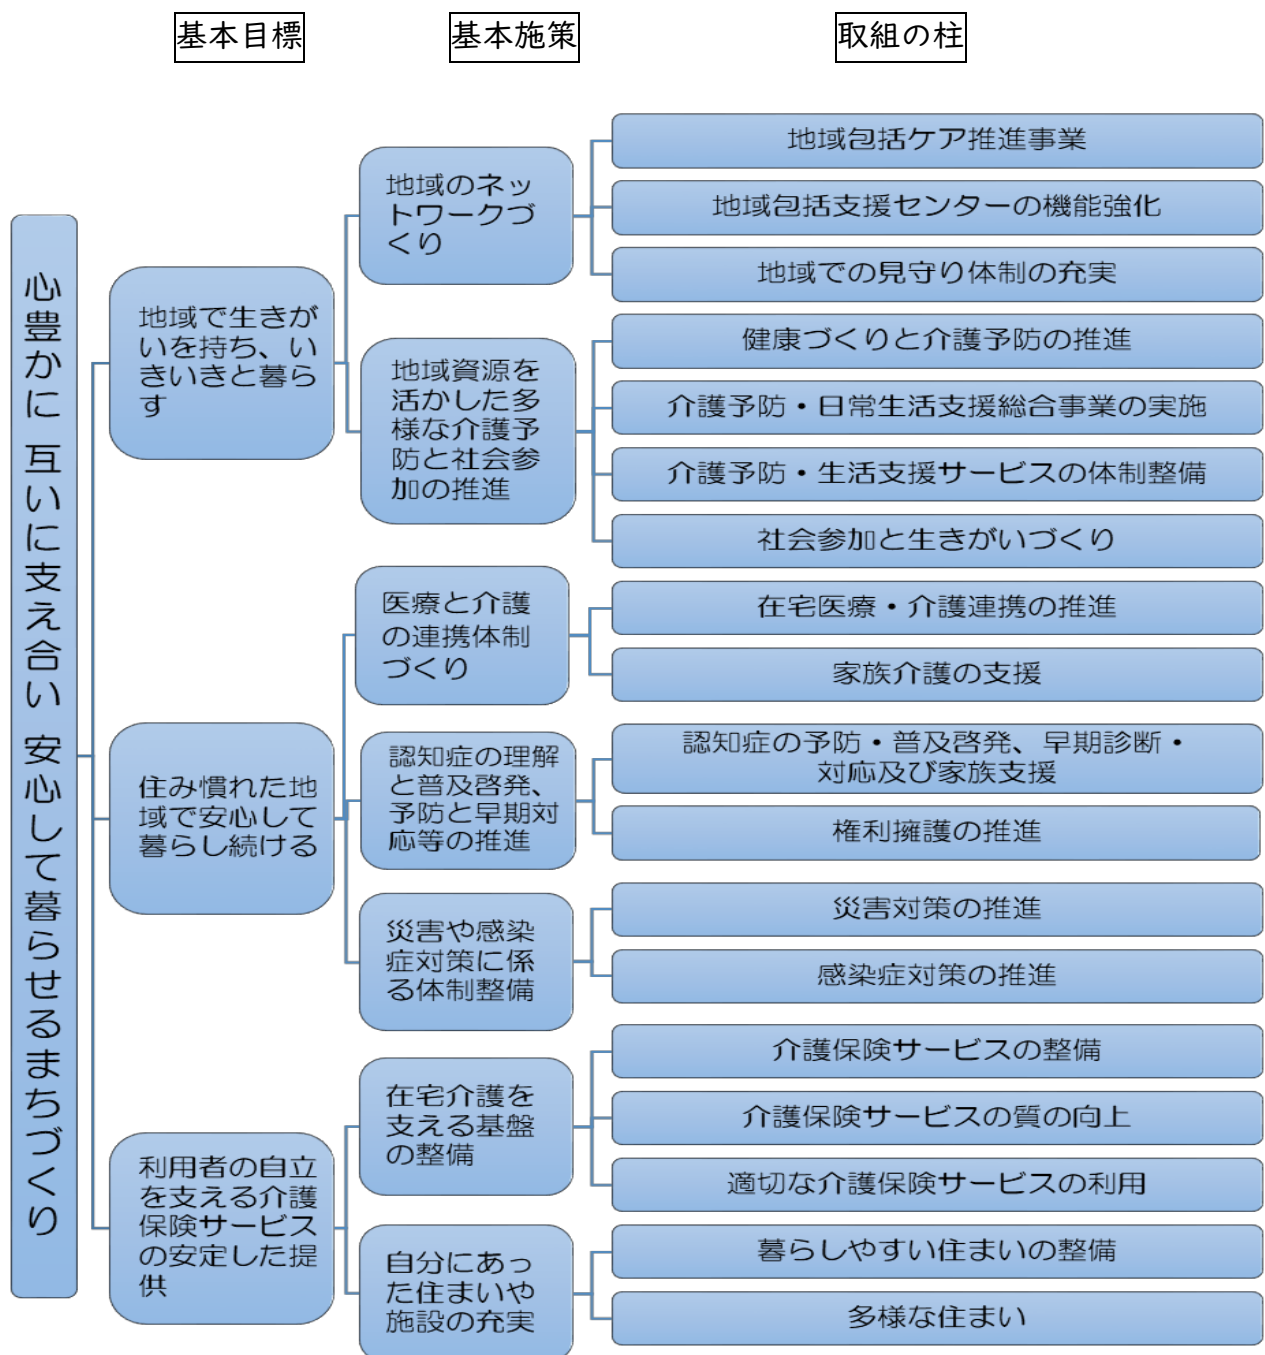 基本目標
基本施策
取組の柱
心豊かに 互いに支え合い 安心して暮らせるまちづくり
地域で生きが
いを持ち、い
きいきと暮ら
す
地域のネッ
トワークづ
くり
地域包括ケア推進事業
地域包括支援センターの機能強化
地域での見守り体制の充実
地域資源を
活かした多
様な介護予
防と社会参
加の推進
健康づくりと介護予防の推進
介護予防・日常生活支援総合事業の実施
介護予防・生活支援サービスの体制整備
社会参加と生きがいづくり
住み慣れた地
域で安心して
暮らし続ける
医療と介護
の連携体制
づくり
在宅医療・介護連携の推進
家族介護の支援
認知症の理解
と普及啓発、
予防と早期対
応等の推進
認知症の予防・普及啓発、早期診断・
対応及び家族支援
権利擁護の推進
災害や感染
症対策に係
る体制整備
災害対策の推進
感染症対策の推進
利用者の自立
を支える介護
保険サービス
の安定した提
供
在宅介護を
支える基盤
の整備
介護保険サービスの整備
介護保険サービスの質の向上
適切な介護保険サービスの利用
自分にあっ
た住まいや
施設の充実
暮らしやすい住まいの整備
多様な住まい